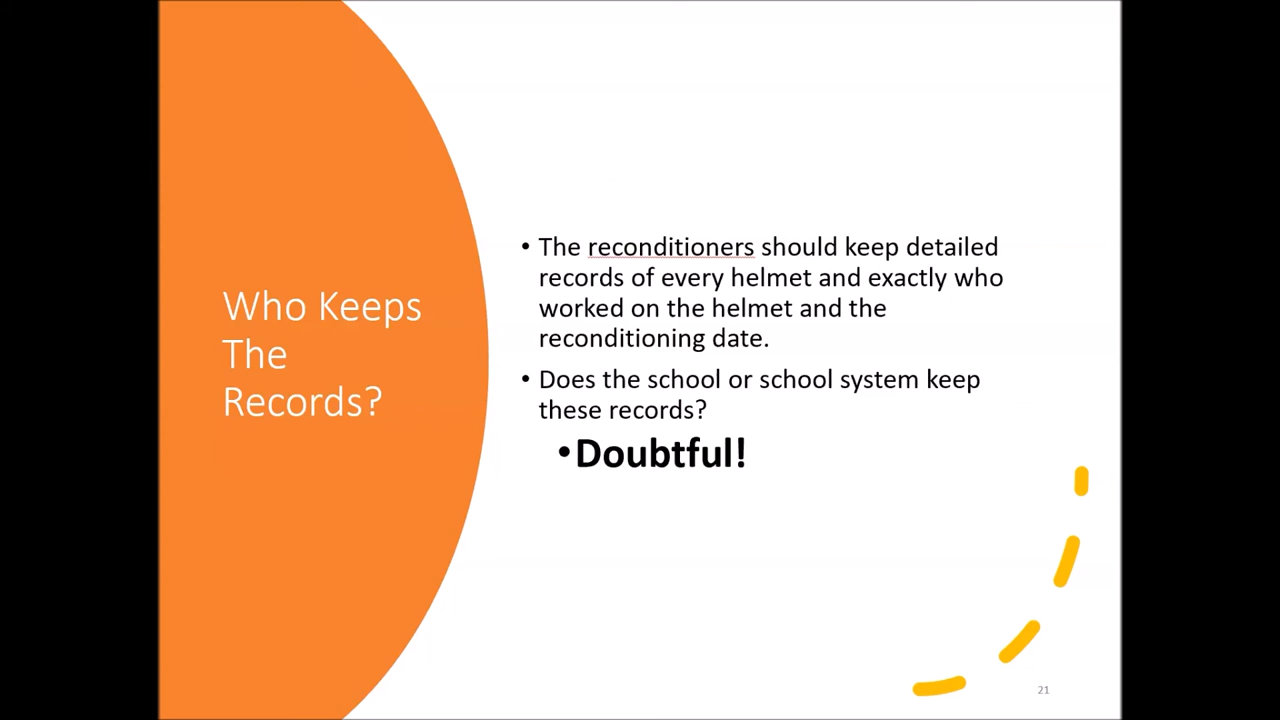 Who Keeps
The
Records?
• The reconditioners should keep detailed
records of every helmet and exactly who
worked on the helmet and the
reconditioning date.
• Does the school or school system keep
these records?
• Doubtful!
21